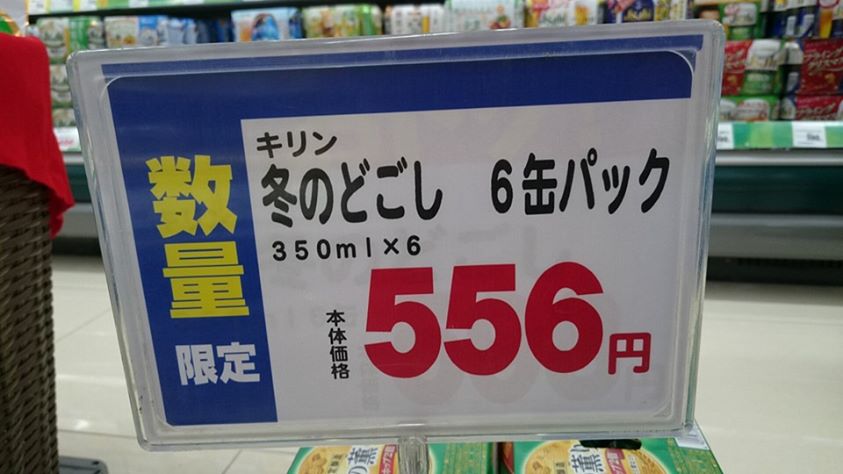 数量
限定
キリン
冬のどごし 6缶パック
350ml×6
本体価格
556円